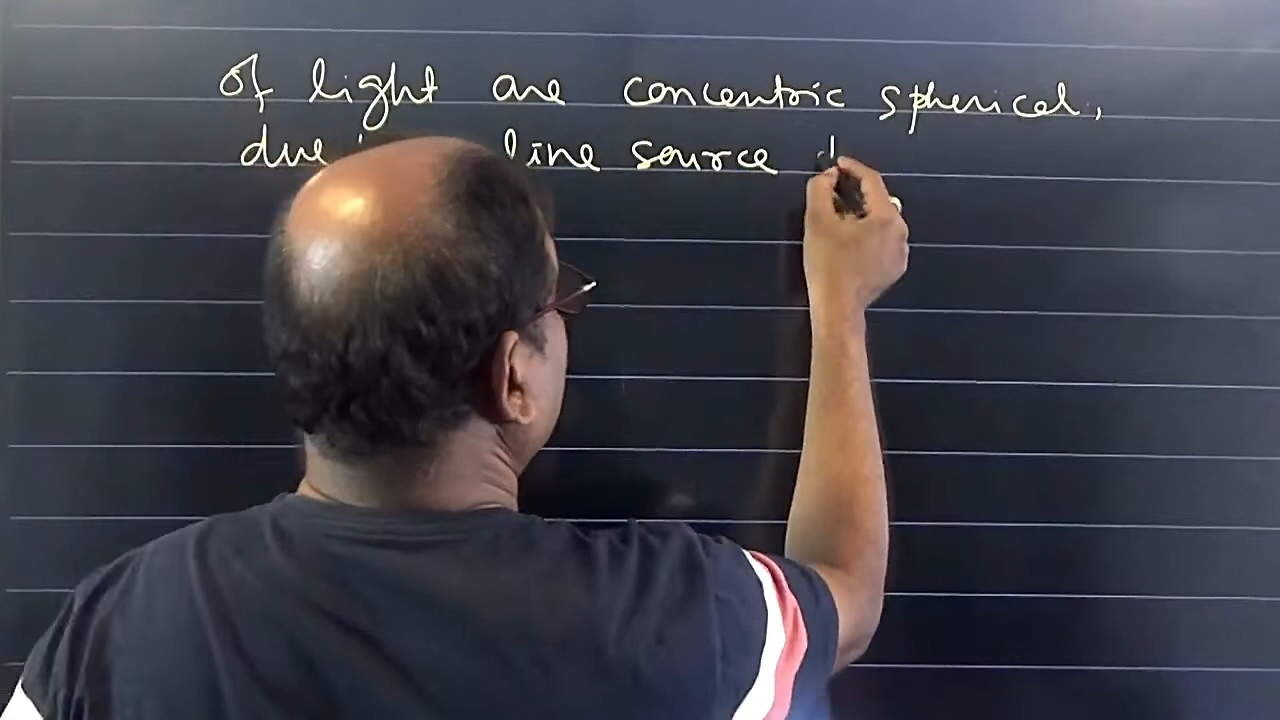 of light are concentric spherical,
due line source